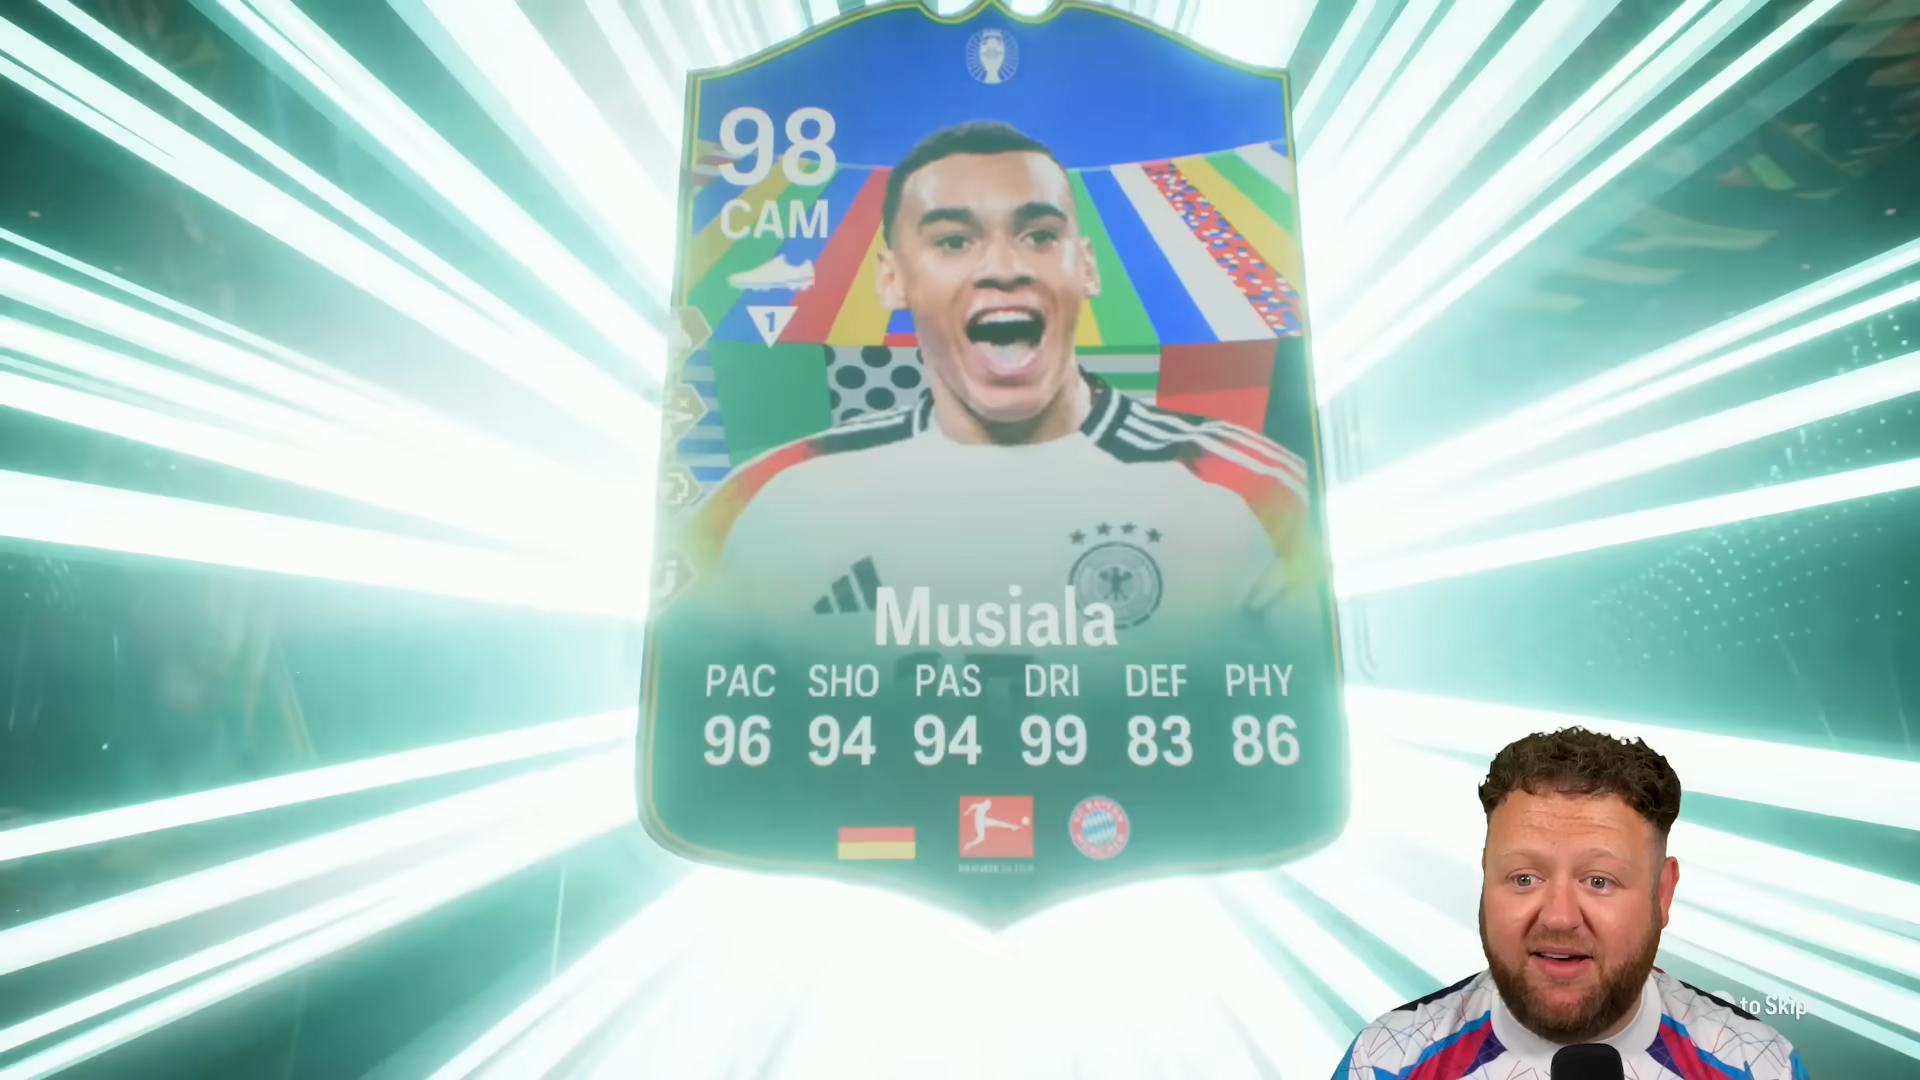 98
CAM
1
Musiala
PAC SHO PAS DRI DEF PHY
96 94 94 99 83 86
to Skip